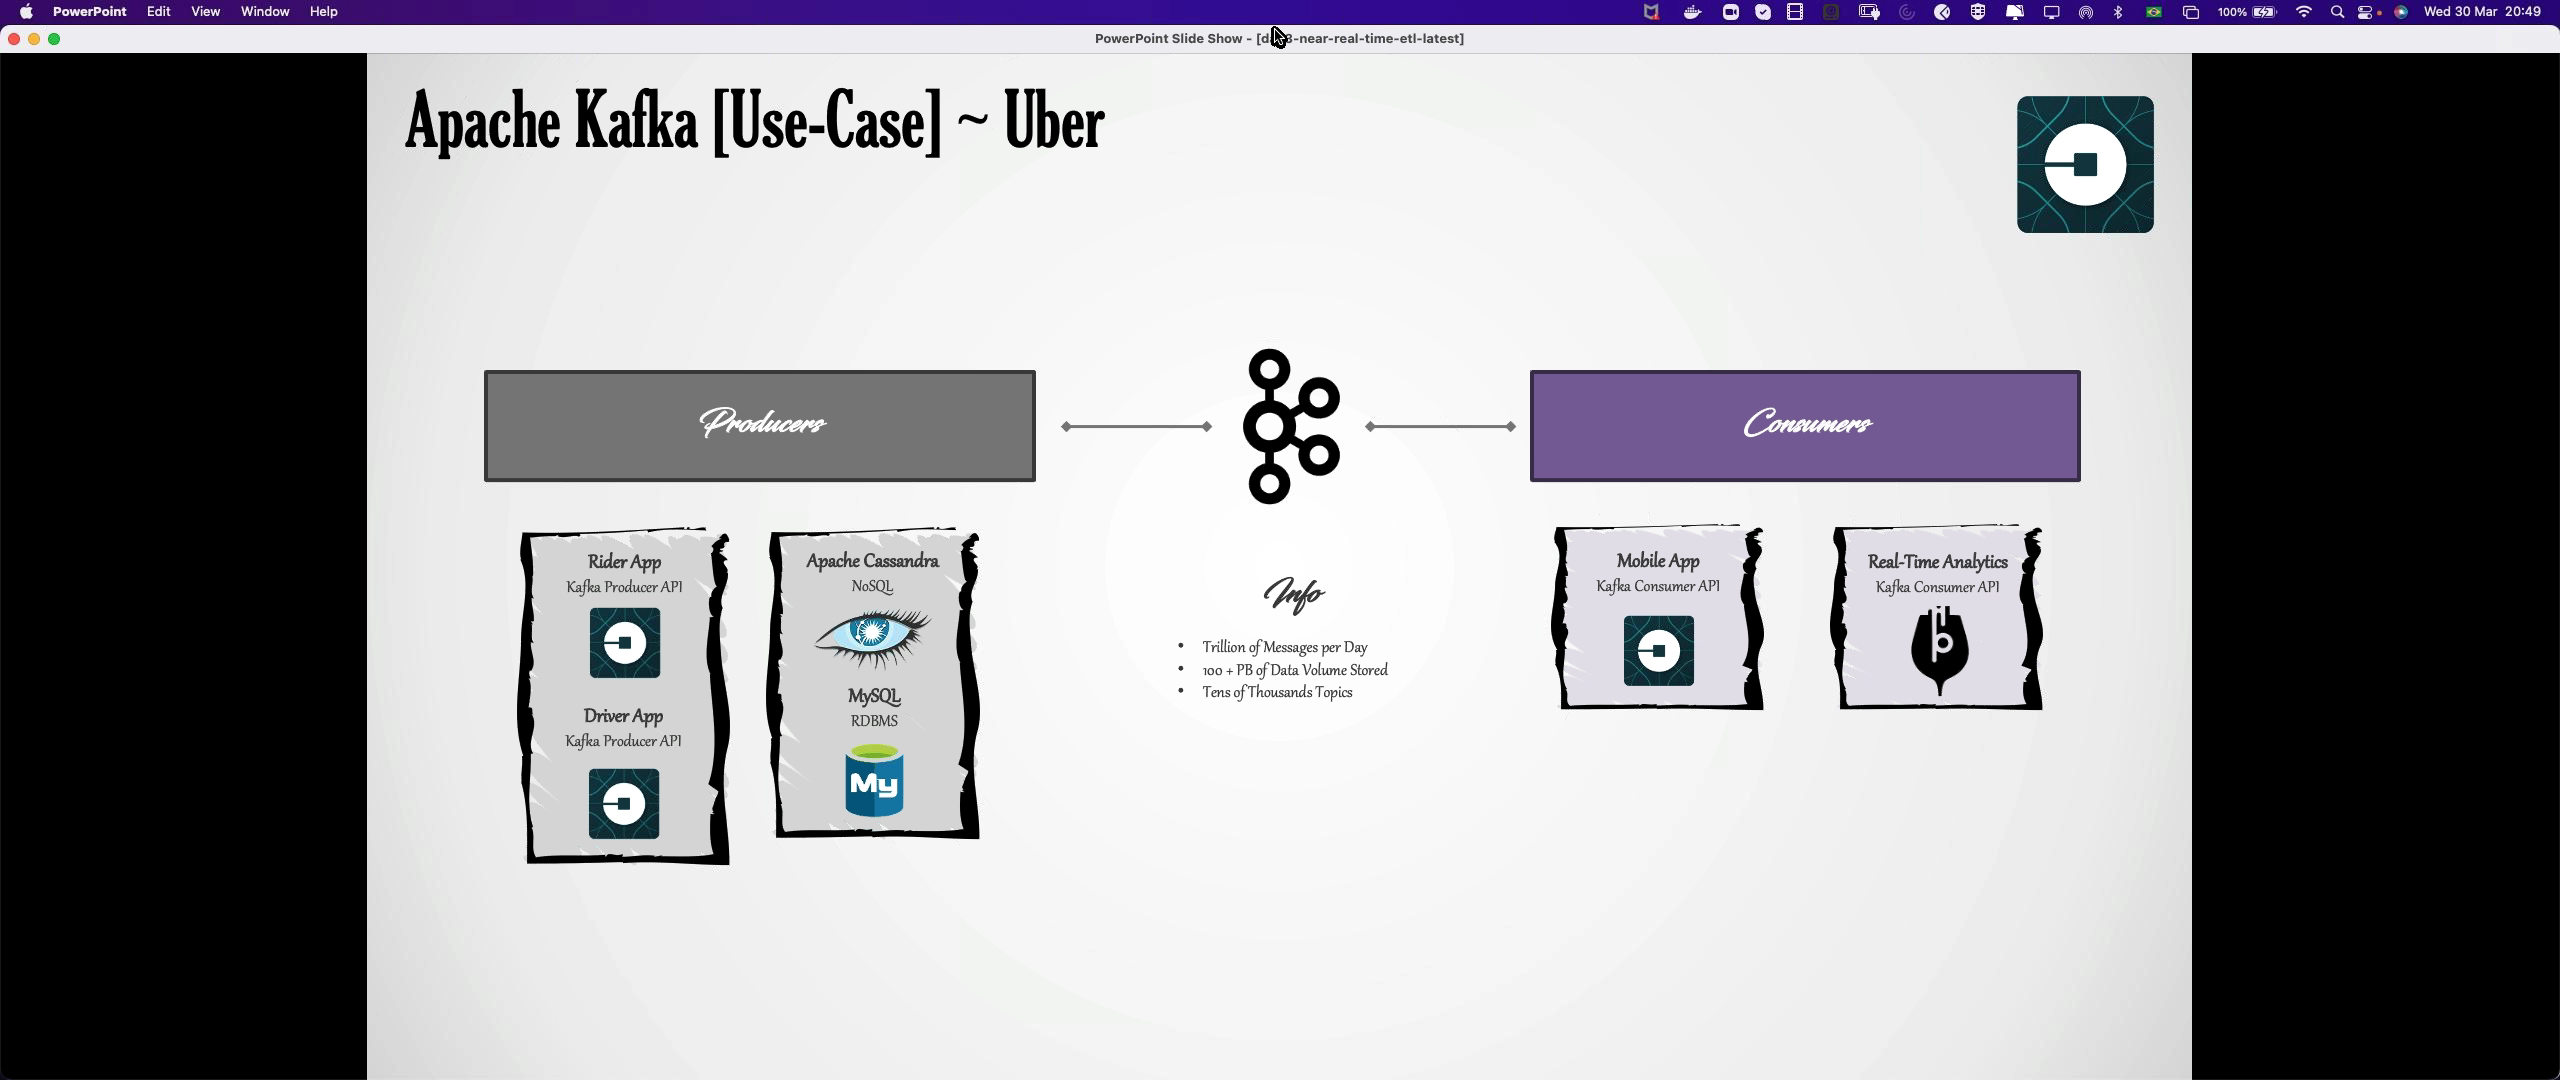 PowerPoint Edit View Window Help
100% Wed 30 Mar 20:49
PowerPoint Slide Show - [da 3-near-real-time-etl-latest]
Apache Kafka [Use-Case] ~ Uber
Producers
Consumers
Rider App
Kafka Producer API
Driver App
Kafka Producer API
Apache Cassandra
NoSQL
MySQL
RDBMS
My
Info
• Trillion of Messages per Day
• 100 + PB of Data Volume Stored
• Tens of Thousands Topics
Mobile App
Kafka Consumer API
Real-Time Analytics
Kafka Consumer API